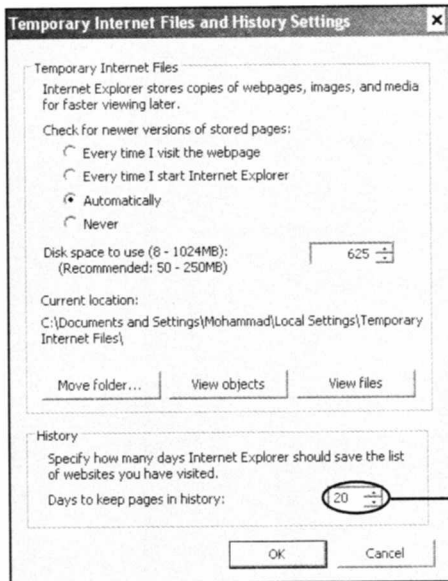 Temporary Internet Files and History Settings
Temporary Internet Files
Internet Explorer stores copies of webpages, images, and media
for faster viewing later.
Check for newer versions of stored pages:
Every time I visit the webpage
Every time I start Internet Explorer
Automatically
Never
Disk space to use (8 - 1024MB):
625
(Recommended: 50 - 250MB)
Current location:
C:\Documents and Settings\Mohammad\Local Settings\Temporary
Internet Files\
Move folder... View objects View files
History
Specify how many days Internet Explorer should save the list
of websites you have visited.
Days to keep pages in history: 20
OK Cancel